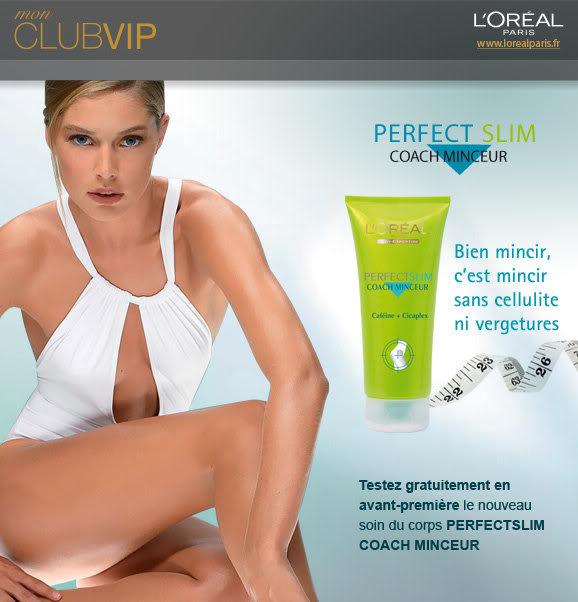 mon
CLUBVIP
L'ORÉAL
PARIS
www.lorealparis.fr
PERFECT SLIM
COACH MINCEUR
L'ORÉAL
PERFECTSLIM
COACH MINCEUR
Caféine + Cicaplex
Bien mincir,
c'est mincir
sans cellulite
ni vergetures
Testez gratuitement en
avant-première le nouveau
soin du corps PERFECTSLIM
COACH MINCEUR